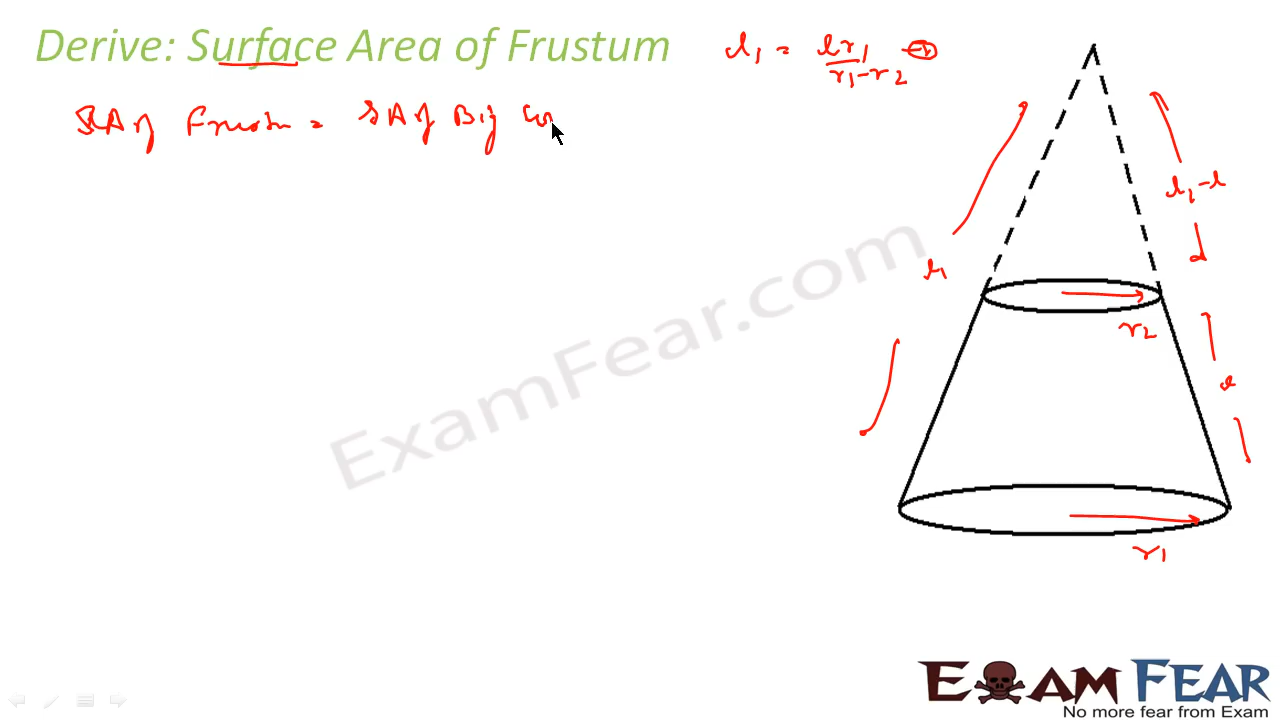 Derive: Surface Area of Frustum
l₁ = lr₁ / r₁-r₂
SA of Frustum = SA of Big Con
l₁-l
l₁
r₂
l
r₁
ExamFear.com
EXAM FEAR
No more fear from Exam